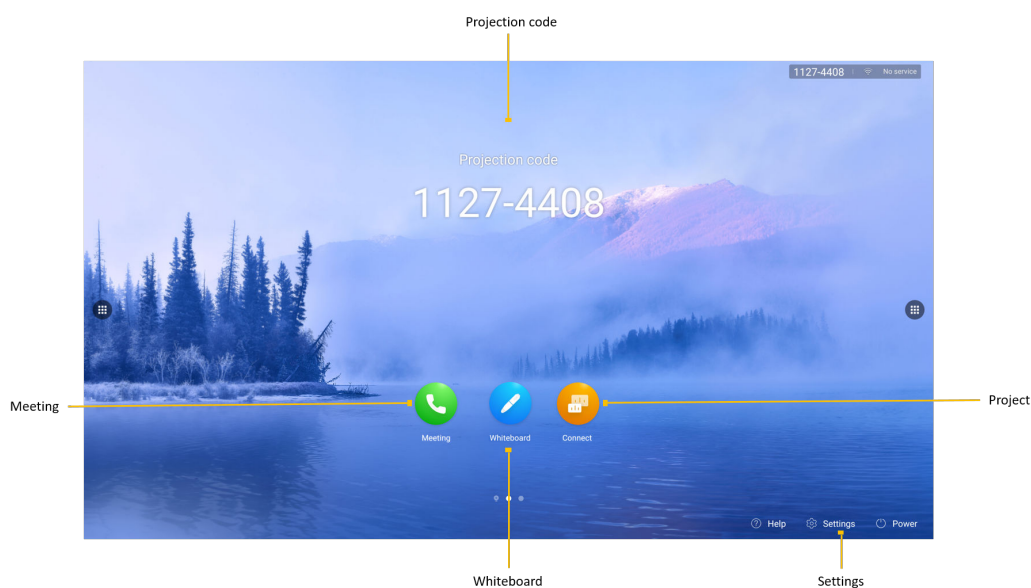 Projection code
1127-4408
No service
Projection code
1127-4408
Meeting
Project
Meeting
Whiteboard
Connect
Help
Settings
Power
Whiteboard
Settings